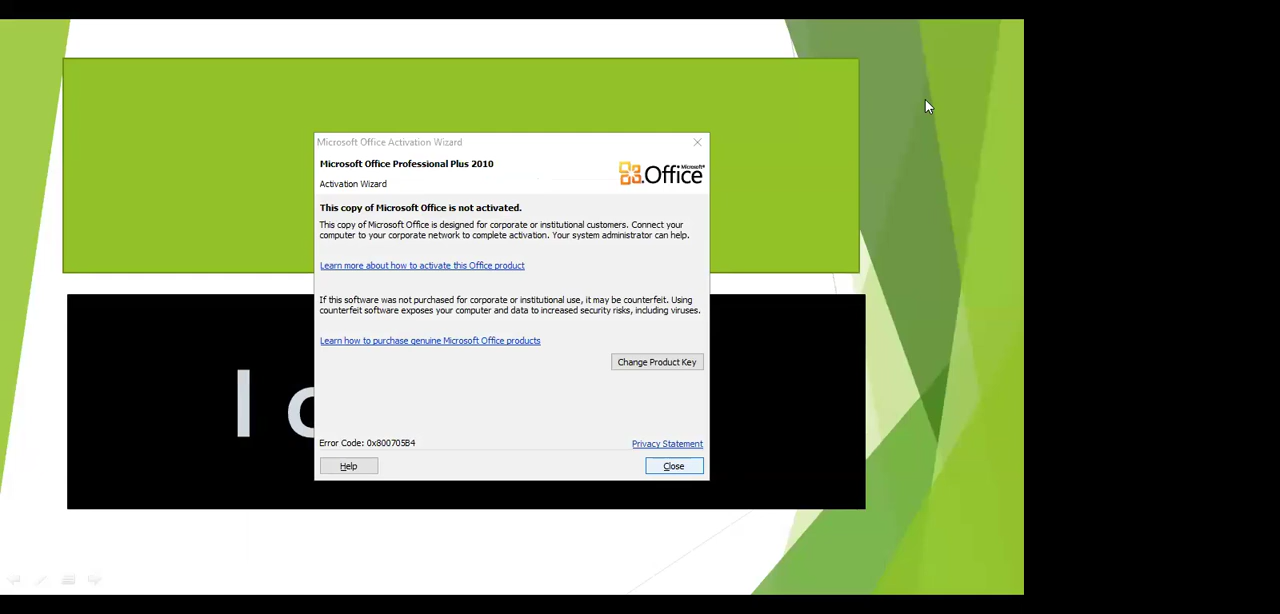 Microsoft Office Activation Wizard
Microsoft Office Professional Plus 2010
Microsoft®
Office
Activation Wizard
This copy of Microsoft Office is not activated.
This copy of Microsoft Office is designed for corporate or institutional customers. Connect your
computer to your corporate network to complete activation. Your system administrator can help.
Learn more about how to activate this Office product
If this software was not purchased for corporate or institutional use, it may be counterfeit. Using
counterfeit software exposes your computer and data to increased security risks, including viruses.
Learn how to purchase genuine Microsoft Office products
Change Product Key
I
Error Code: 0x800705B4
Privacy Statement
Help
Close